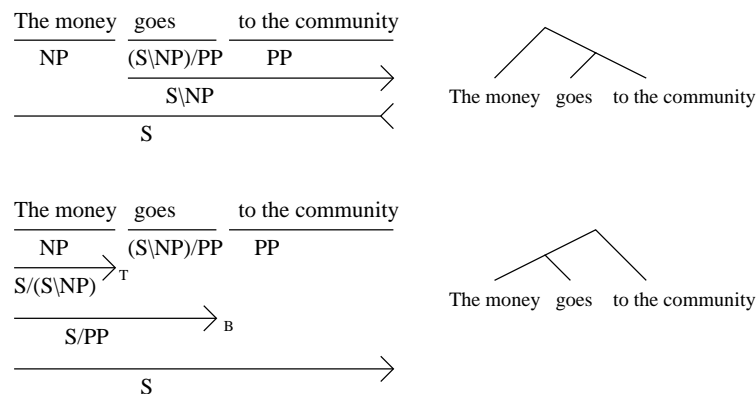 The money goes to the community
NP (S\NP)/PP PP
S\NP
S
The money goes to the community
The money goes to the community
NP (S\NP)/PP PP
T
S/(S\NP)
B
S/PP
S
The money goes to the community